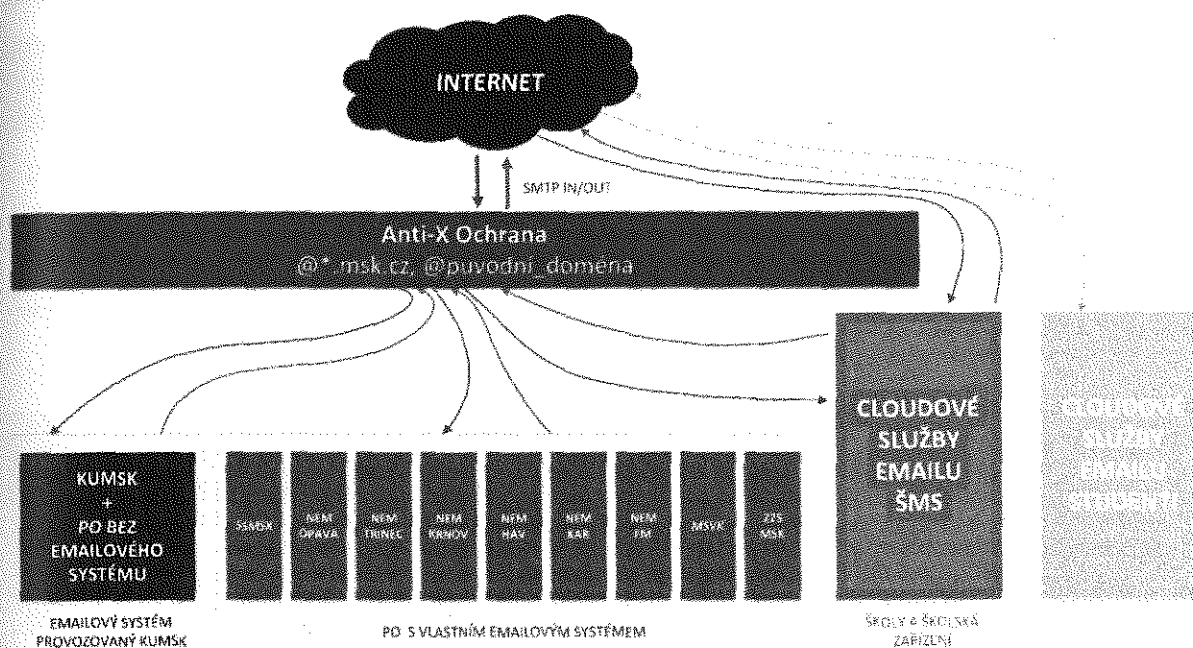 INTERNET
SMTP IN/OUT
Anti-X Ochrana
@*.msk.cz, @puvodni_domena
KUMSK
+
PO BEZ
EMAILOVÉHO
SYSTÉMU
SSMSK
NEM
OPAVA
NEM
TRINEC
NEM
KRNOV
NEM
HAV
NEM
KAR
NEM
FM
MSVK
ZZS
MSK
CLOUDOVÉ
SLUŽBY
EMAILU
ŠMS
CLOUDOVÉ
SLUŽBY
EMAILU
STUDENTI
EMAILOVÝ SYSTÉM
PROVOZOVANÝ KUMSK
PO S VLASTNÍM EMAILOVÝM SYSTÉMEM
ŠKOLY A ŠKOLSKÁ
ZAŘÍZENÍ